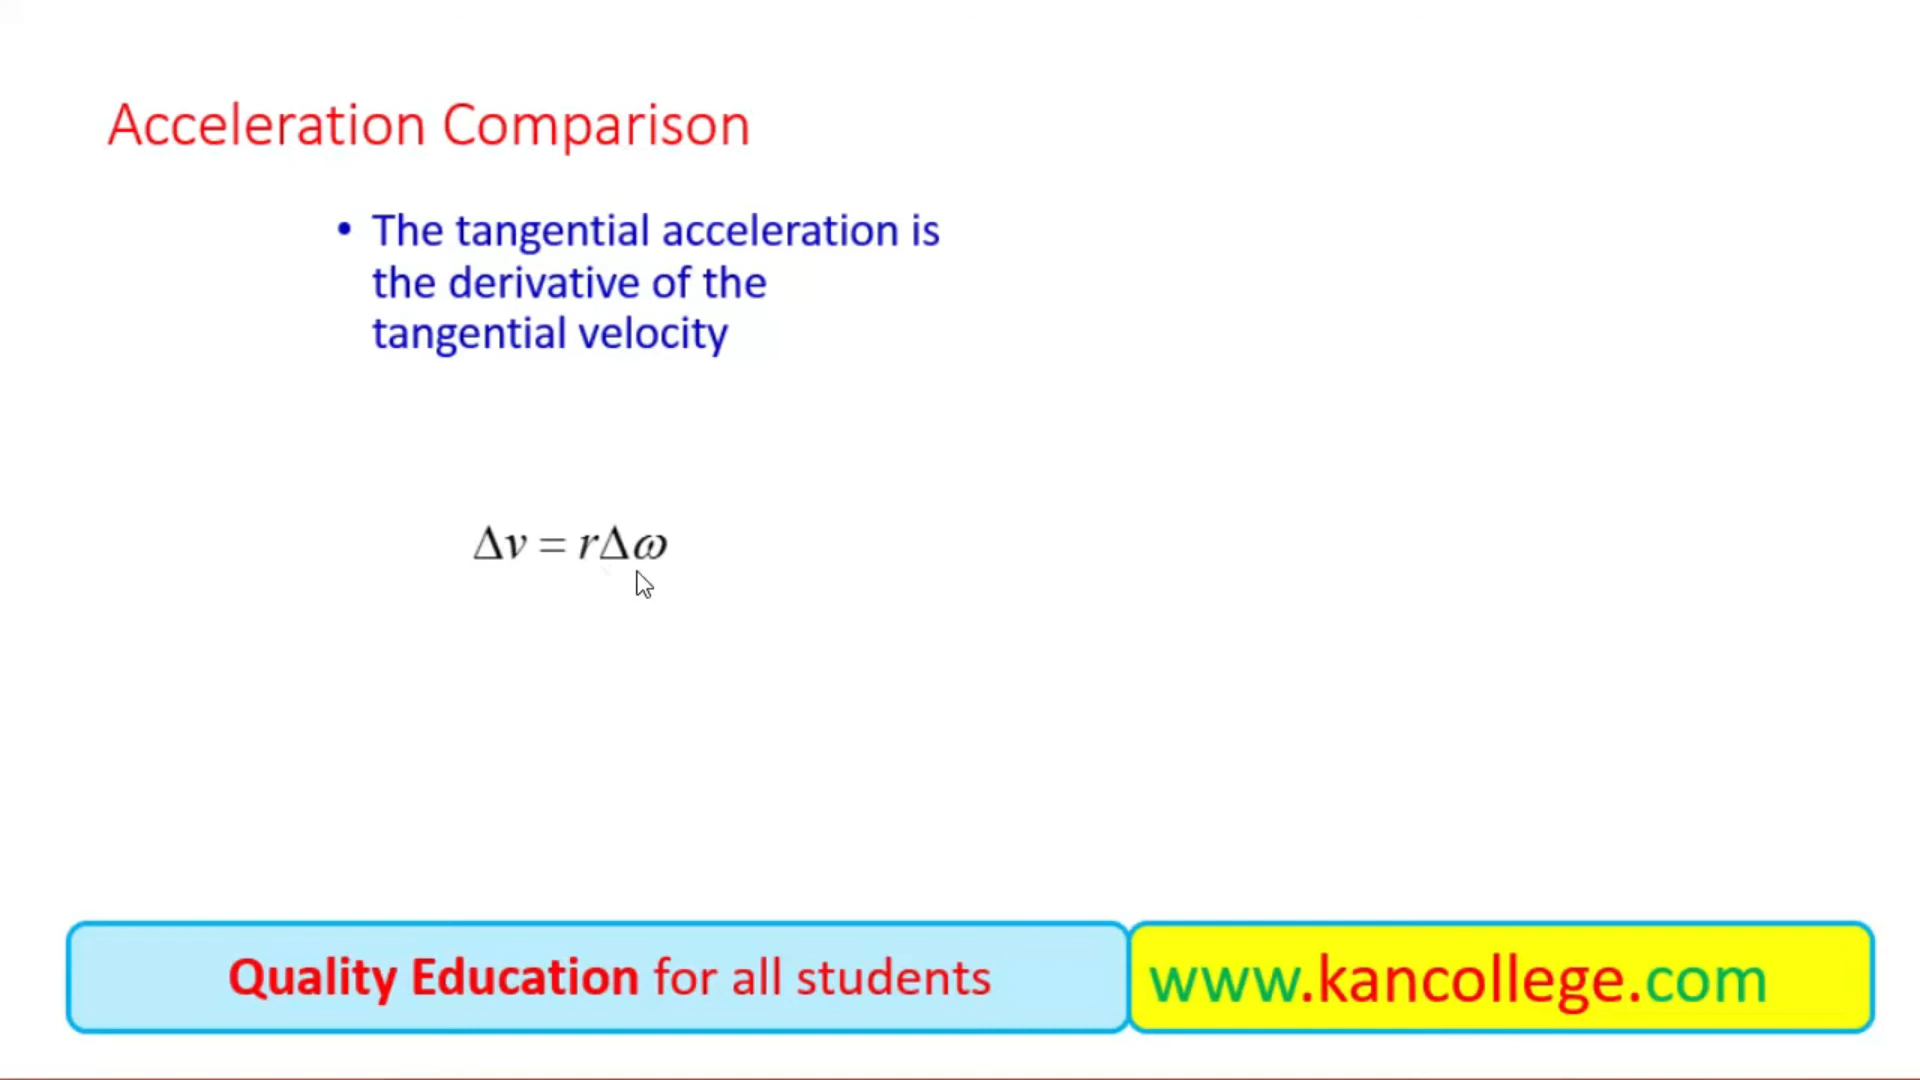 Acceleration Comparison
• The tangential acceleration is
the derivative of the
tangential velocity
Δv = rΔω
Quality Education for all students
www.kancollege.com